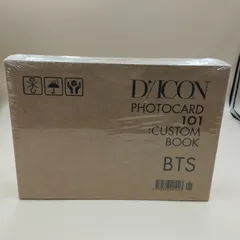 D/ICON
PHOTOCARD
101
:CUSTOM
BOOK
BTS